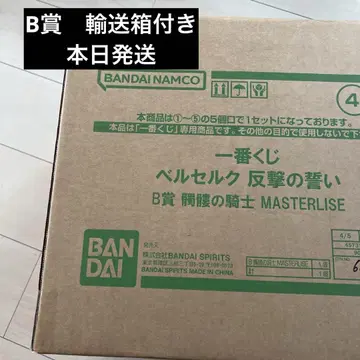 B賞 輸送箱付き
本日発送
BANDAI NAMCO
④
本商品は①～⑤の5個口で1セットになっております。
本品は「一番くじ」専用商品です。その他の目的で使用しないで下
一番くじ
ベルセルク 反撃の誓い
B賞 髑髏の騎士 MASTERLISE
BAN
DAI
株式会社BANDAI SPIRITS
BANDAI SPIRITS MADE IN CHINA
4/5